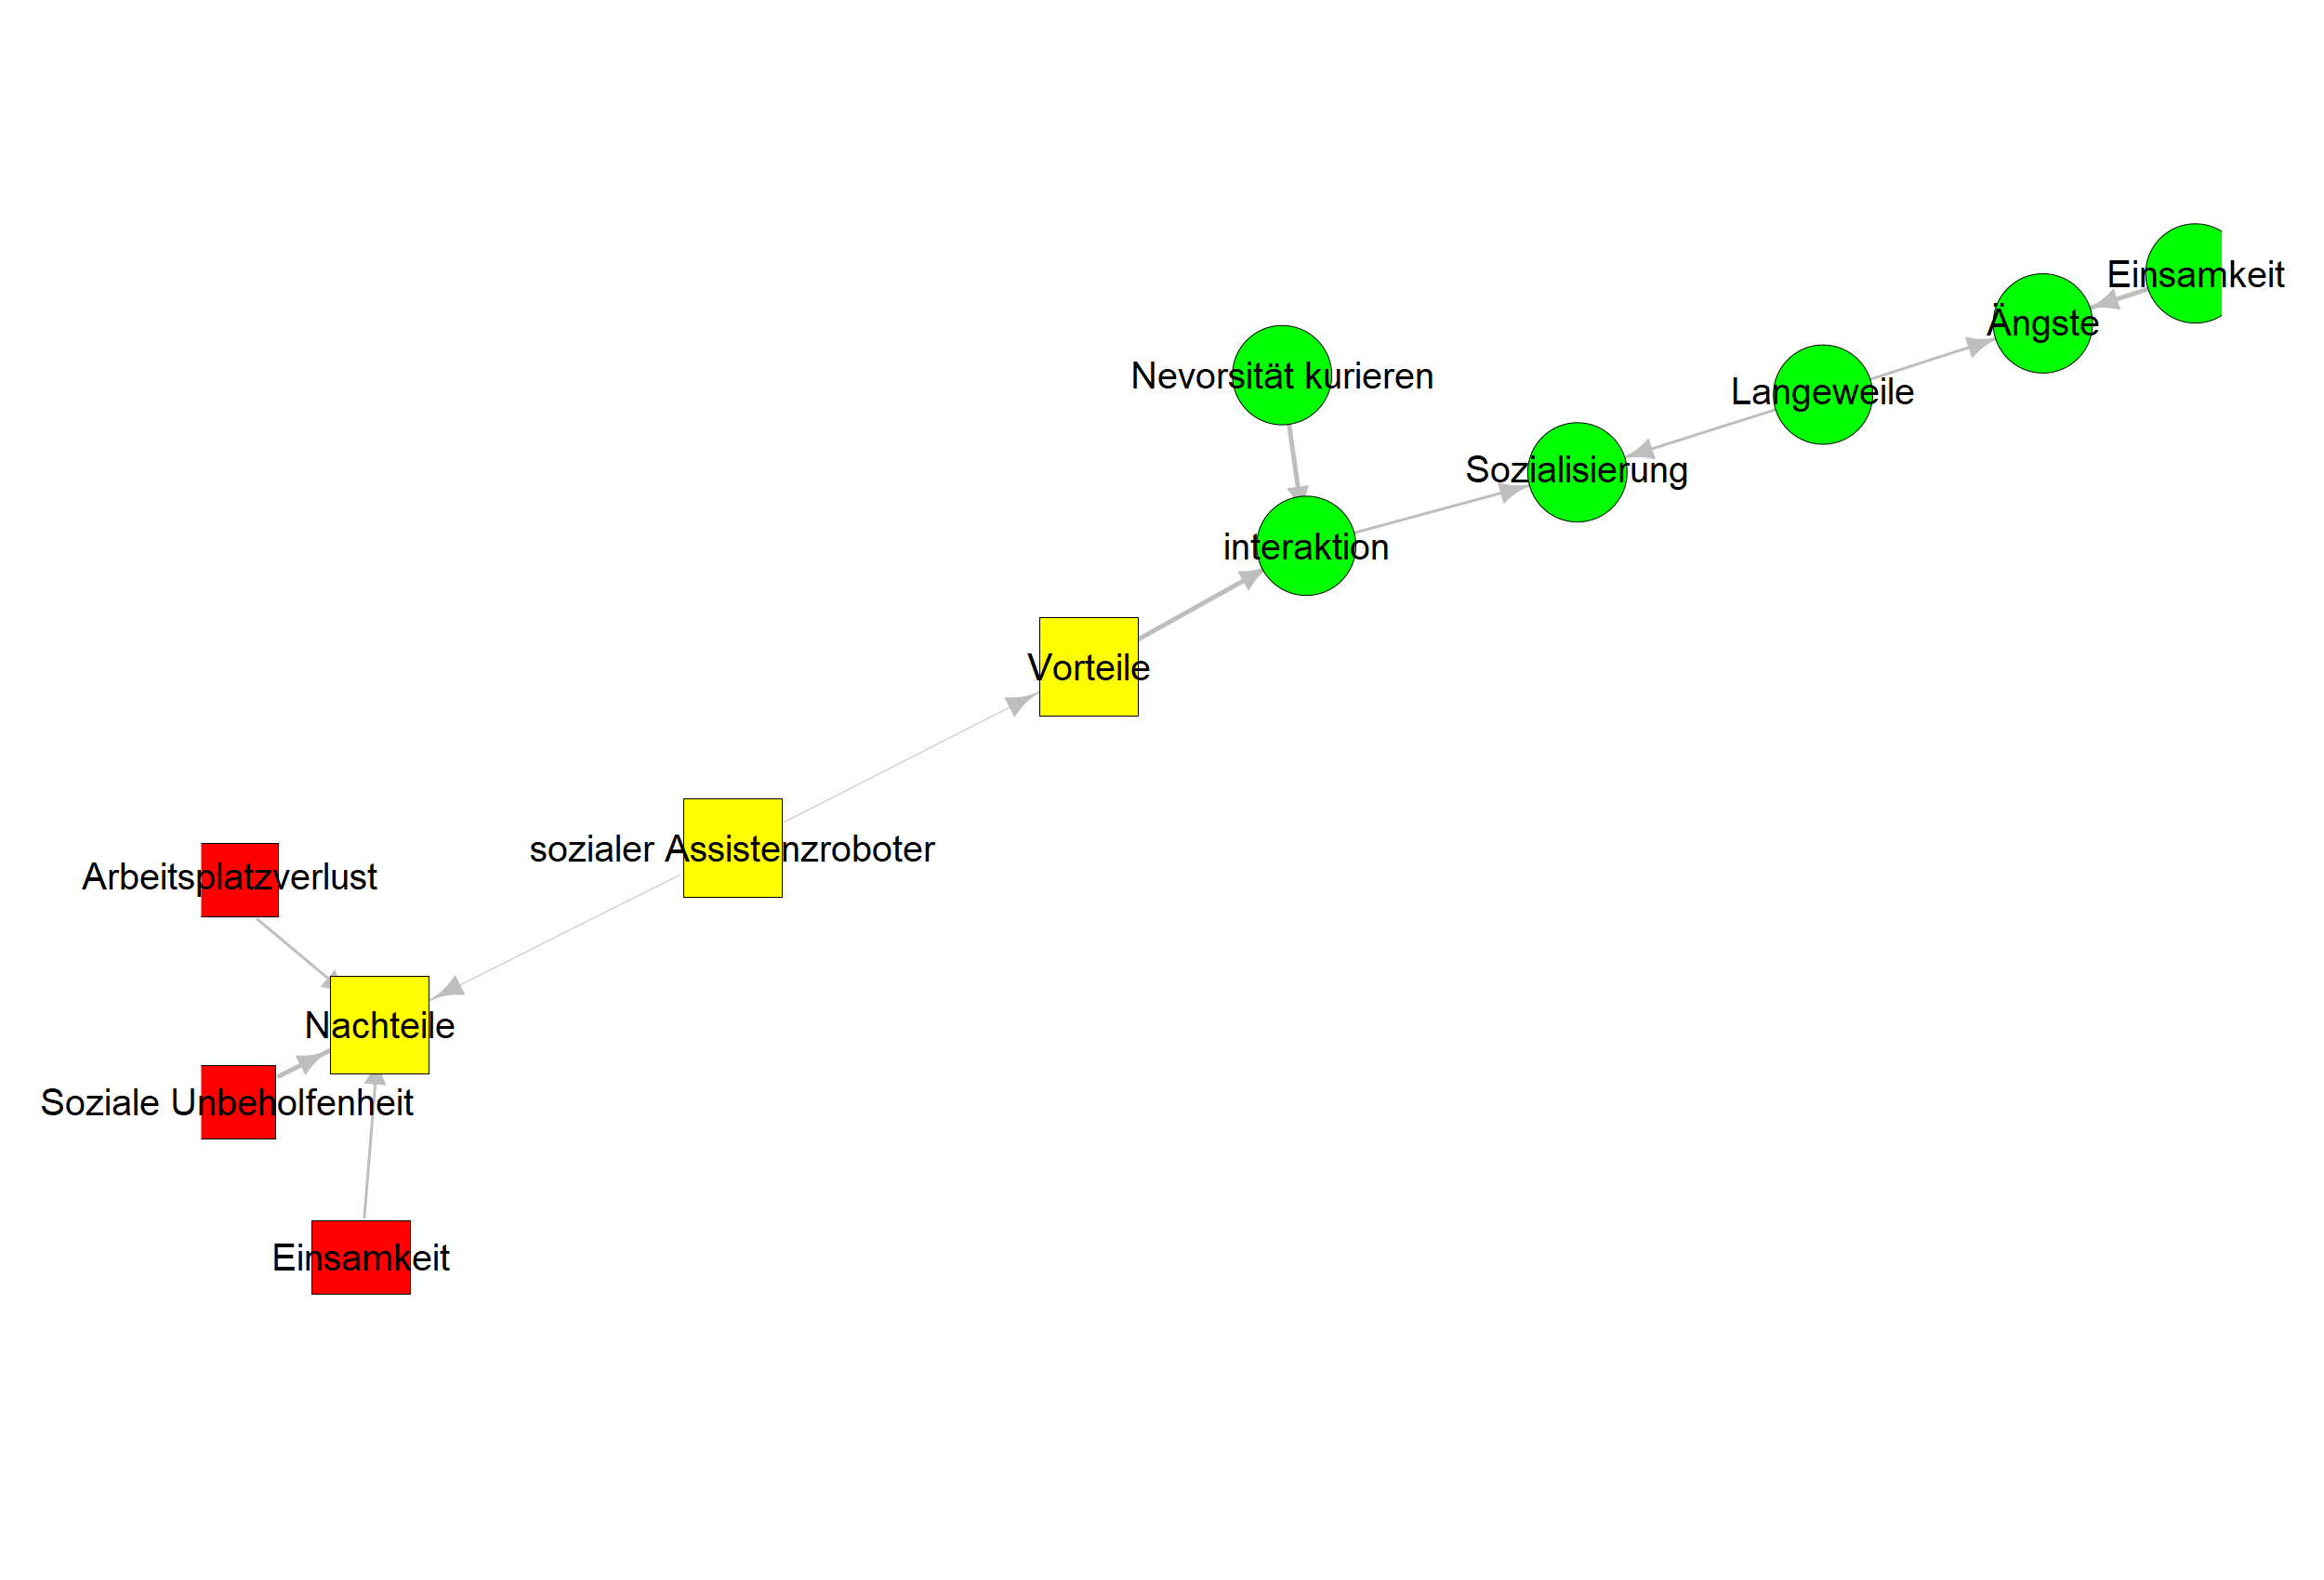 Einsamkeit
Ängste
Nevorsität kurieren
Langeweile
Sozialisierung
interaktion
Vorteile
sozialer Assistenzroboter
Arbeitsplatzverlust
Nachteile
Soziale Unbeholfenheit
Einsamkeit